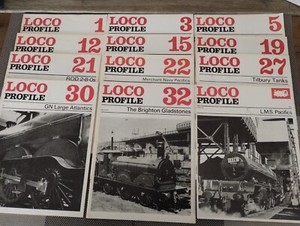 LOCO 1
PROFILE
LOCO 3
PROFILE
LOCO 5
PROFILE
LOCO 12
PROFILE
LOCO 15
PROFILE
LOCO 19
PROFILE
LOCO 21
PROFILE
ROD 2-8-0s
LOCO 22
PROFILE
Merchant Navy Pacifics
LOCO 27
PROFILE
Tilbury Tanks
LOCO 30
PROFILE
GN Large Atlantics
LOCO 32
PROFILE
The Brighton Gladstones
LOCO
PROFILE
LMS Pacifics